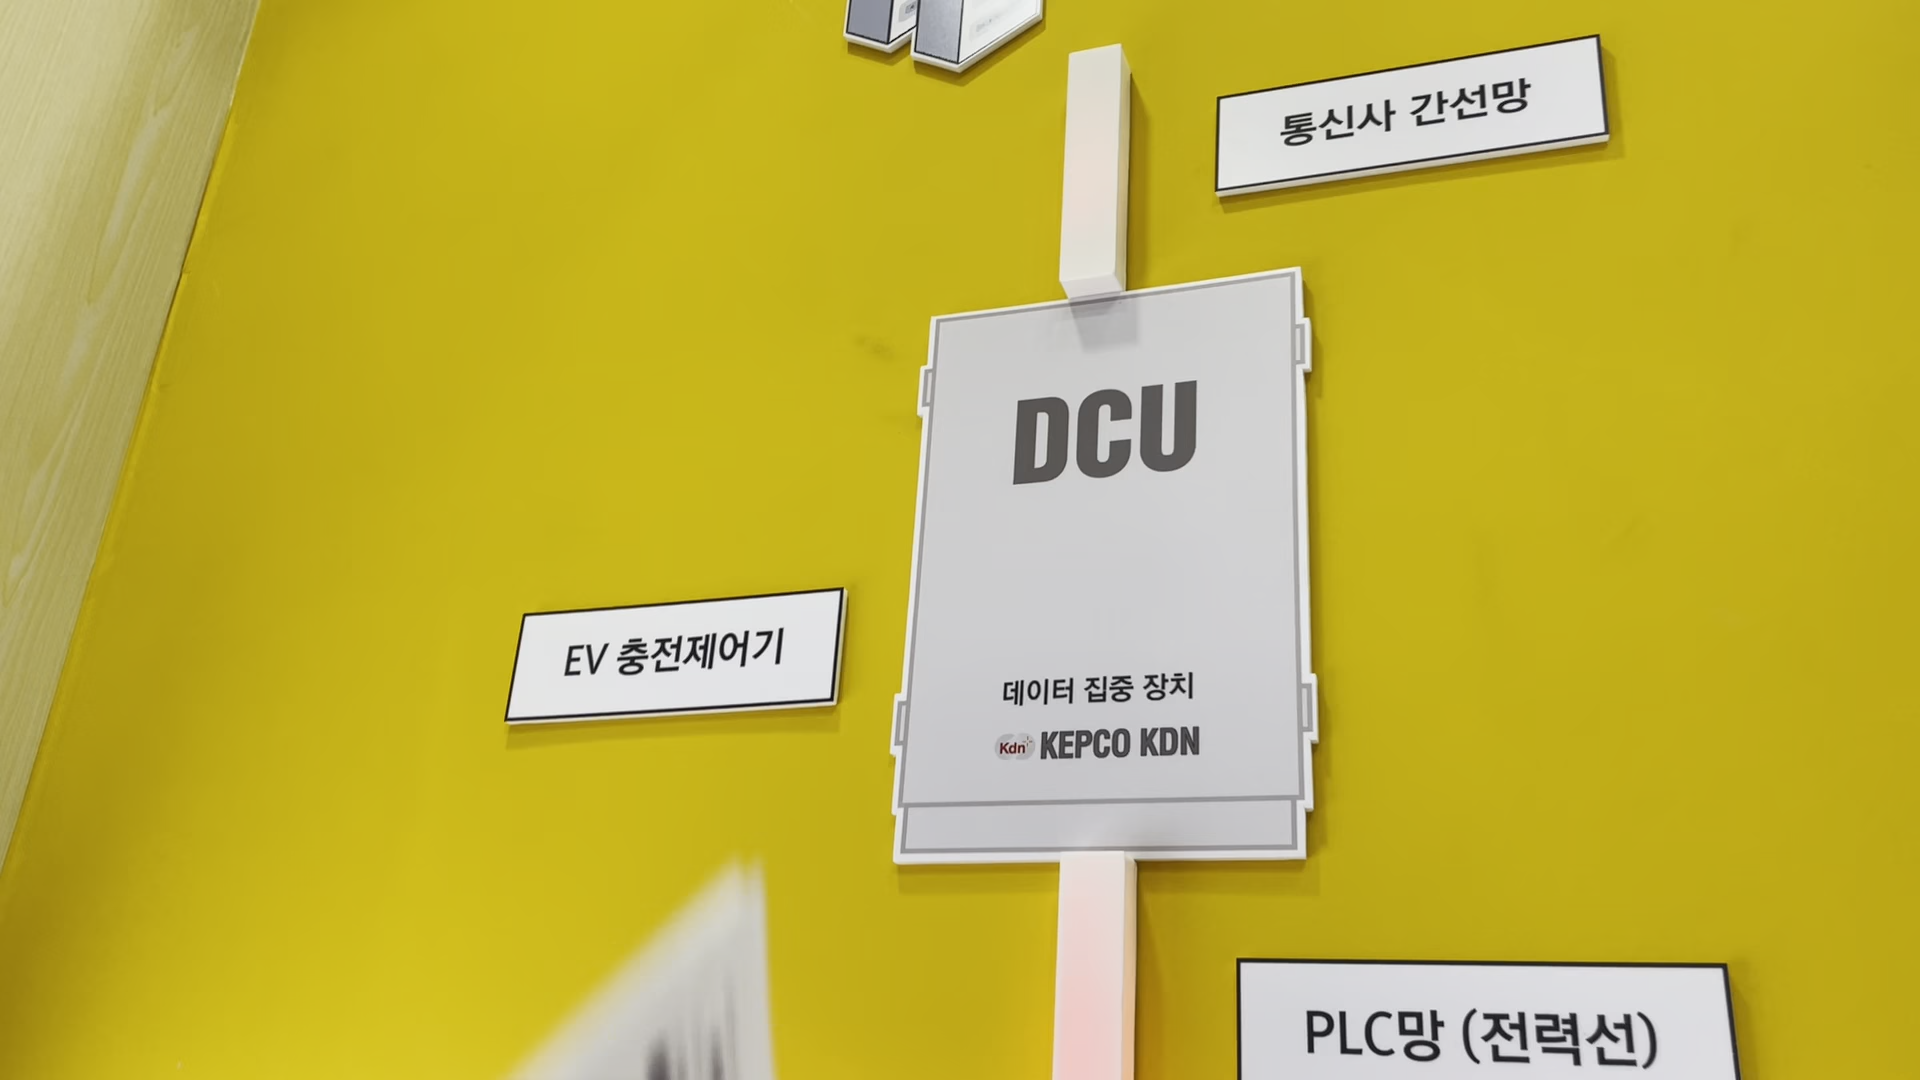 통신사 간선망
DCU
EV 충전제어기
데이터 집중 장치
Kdn KEPCO KDN
PLC망 (전력선)